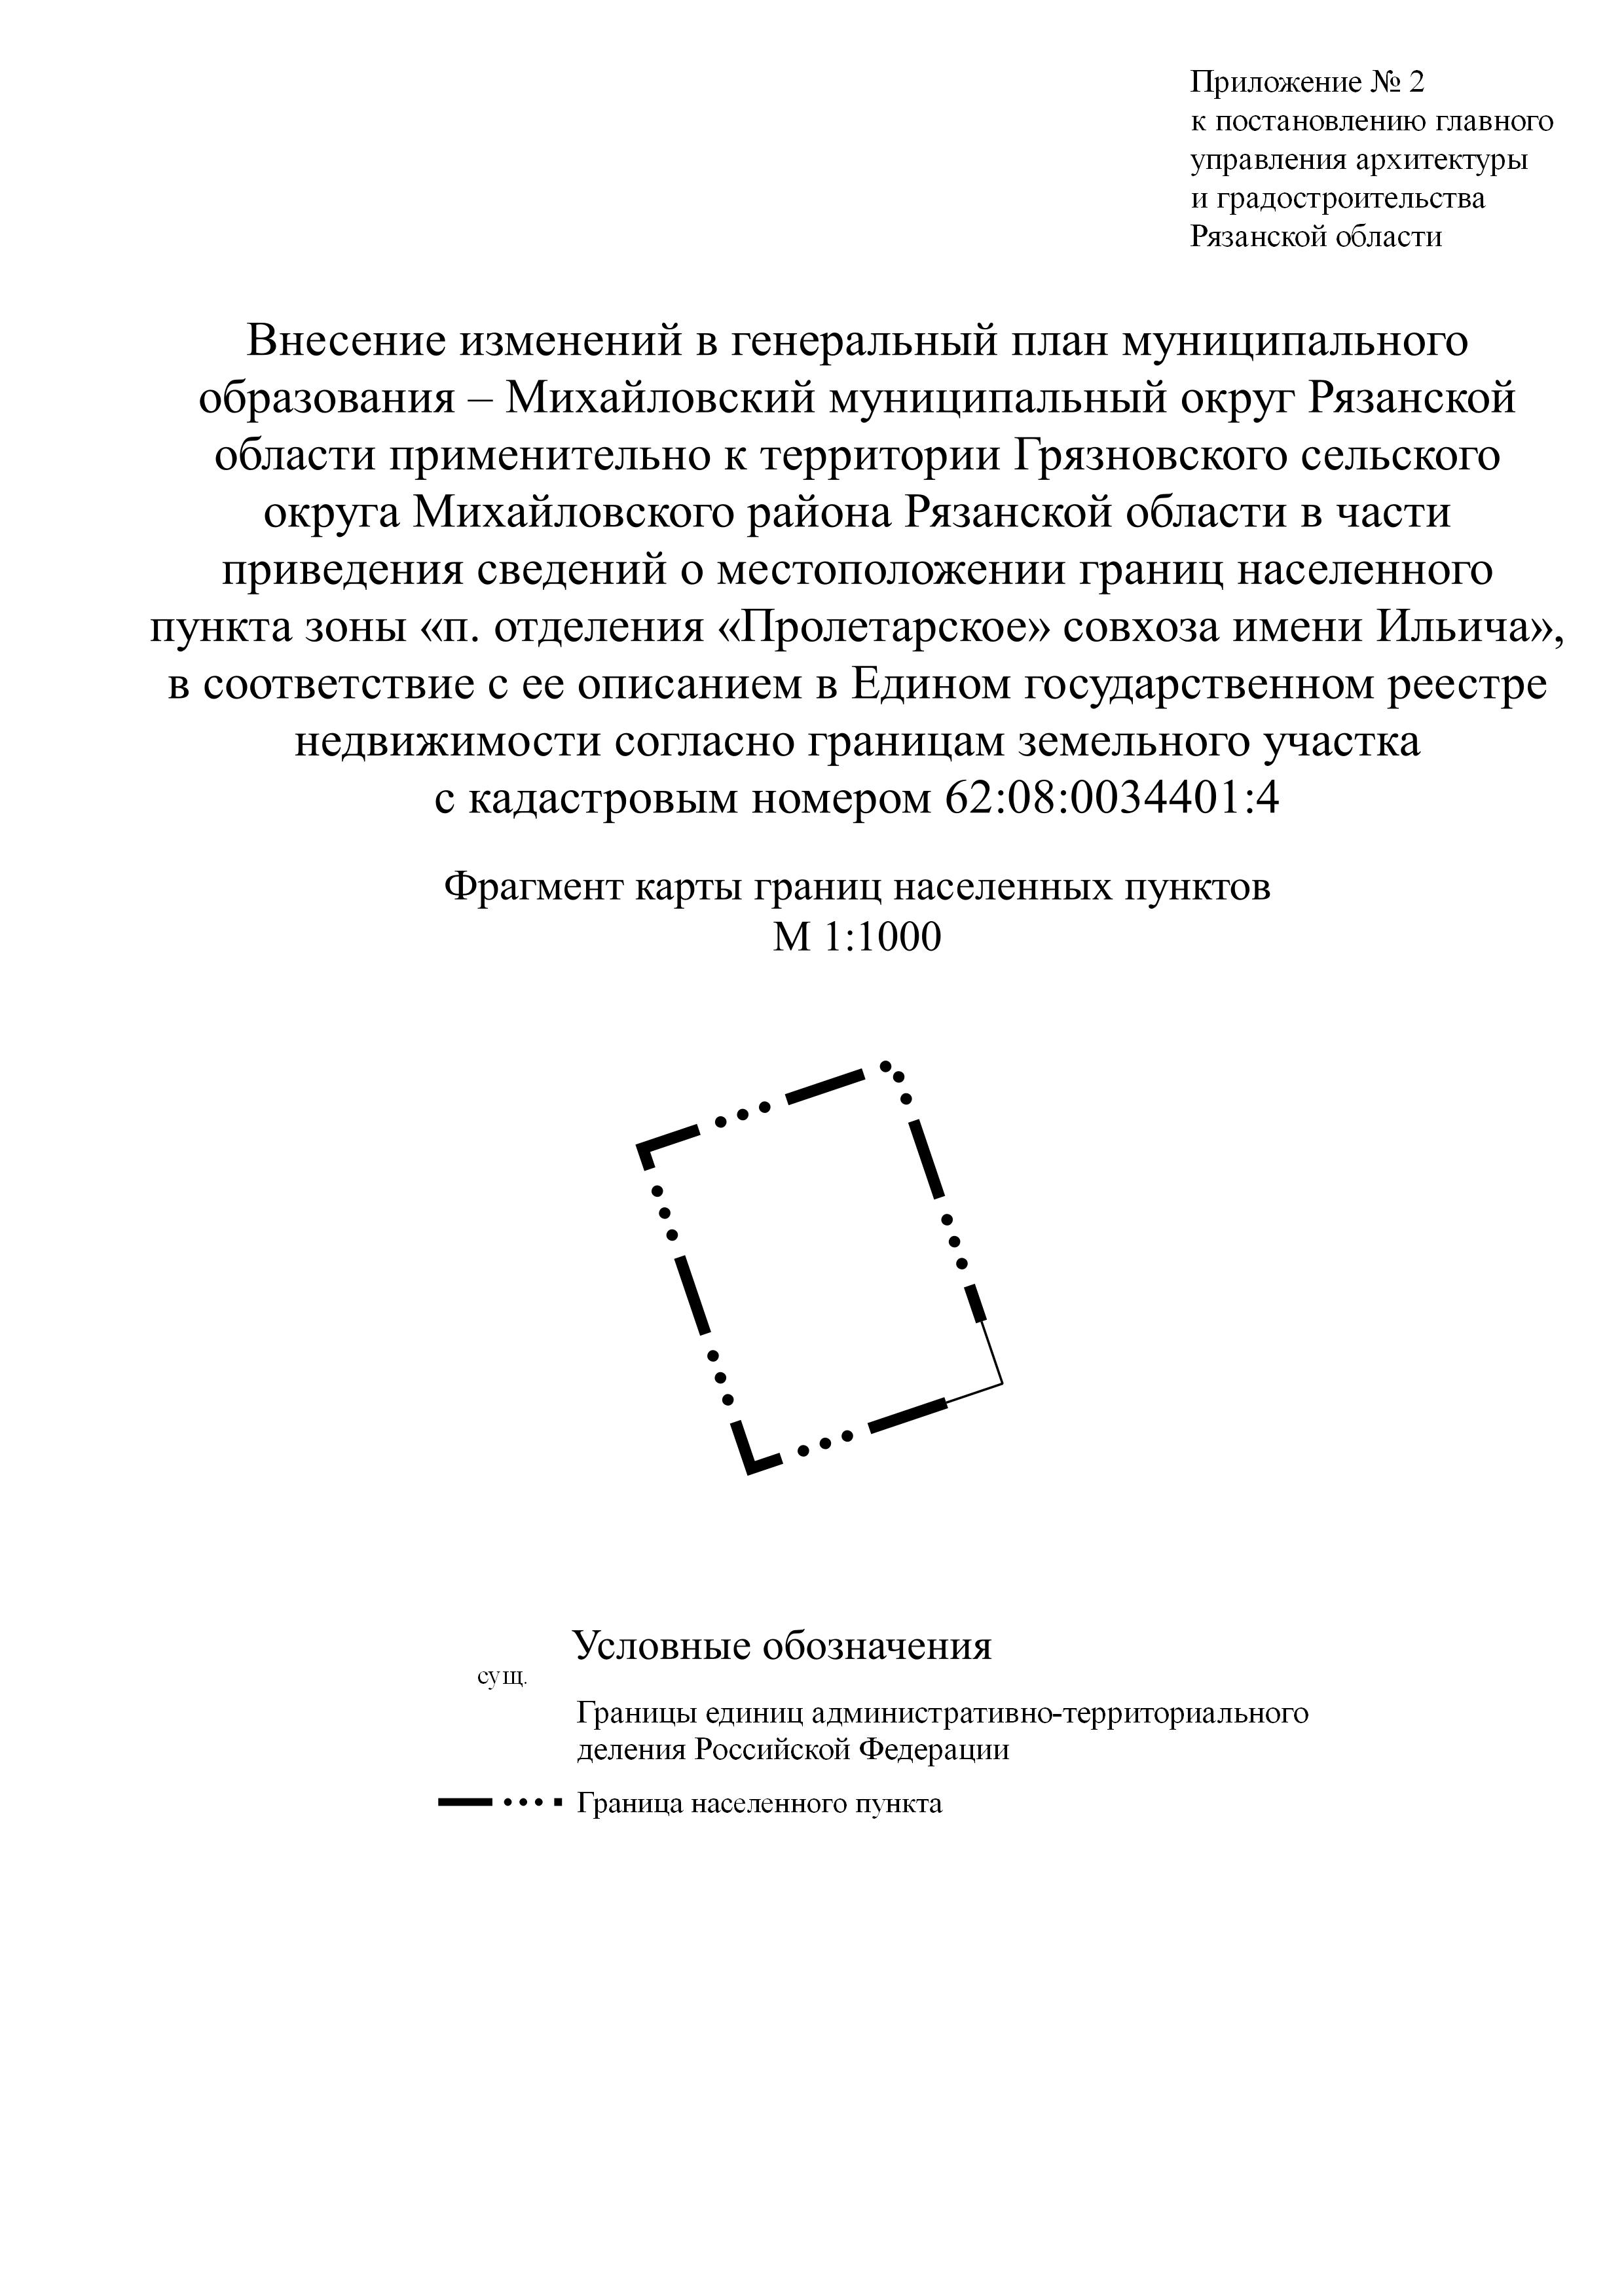 Приложение № 2
к постановлению главного
управления архитектуры
и градостроительства
Рязанской области
Внесение изменений в генеральный план муниципального
образования – Михайловский муниципальный округ Рязанской
области применительно к территории Грязновского сельского
округа Михайловского района Рязанской области в части
приведения сведений о местоположении границ населенного
пункта зоны «п. отделения «Пролетарское» совхоза имени Ильича»,
в соответствие с ее описанием в Едином государственном реестре
недвижимости согласно границам земельного участка
с кадастровым номером 62:08:0034401:4
Фрагмент карты границ населенных пунктов
М 1:1000
Условные обозначения
сущ.
Границы единиц административно-территориального
деления Российской Федерации
Граница населенного пункта